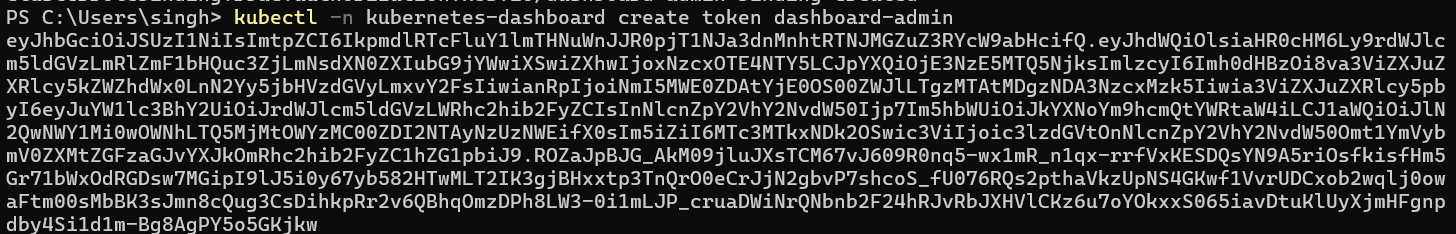 PS C:\Users\singh> kubectl -n kubernetes-dashboard create token dashboard-admin
eyJhbGciOiJSUzI1NiIsImtpZCI6IkpmdlRTcFluY1lmTHNuWnJJR0pjT1NJa3dnMnhtRTNJMGZuZ3RYcW9abHcifQ.eyJhdWQiOlsiaHR0cHM6Ly9rdWJlc
m5ldGVzLmRlZmF1bHQuc3ZjLmNsdXN0ZXIubG9jYWwiXSwiZXhwIjoxNzcxOTE4NTY5LCJpYXQiOjE3NzE5MTQ5NjksImlzcyI6Imh0dHBzOi8va3ViZXJuZ
XRlcy5kZWZhdWx0LnN2Yy5jbHVzdGVyLmxvY2FsIiwianRpIjoiNmI5MWE0ZDAtYjE0OS00ZWJlLTgzMTAtMDgzNDA3NzcxMzk5Iiwia3ViZXJuZXRlcy5pb
yI6eyJuYW1lc3BhY2UiOiJrdWJlcm5ldGVzLWRhc2hib2FyZCIsInNlcnZpY2VhY2NvdW50Ijp7Im5hbWUiOiJkYXNoYm9hcmQtYWRtaW4iLCJ1aWQiOiJlN
2QwNWY1Mi0wOWNhLTQ5MjMtOWYzMC00ZDI2NTAyNzUzNWEifX0sIm5iZiI6MTc3MTkxNDk2OSwic3ViIjoic3lzdGVtOnNlcnZpY2VhY2NvdW50Omt1YmVyb
mV0ZXMtZGFzaGJvYXJkOmRhc2hib2FyZC1hZG1pbiJ9.ROZaJpBJG_AkM09jluJXsTCM67vJ609R0nq5-wx1mR_n1qx-rrfVxKESDQsYN9A5riOsfkisfHm5
Gr71bWxOdRGDsw7MGipI9lJ5i0y67yb582HTwMLT2IK3gjBHxxtp3TnQrO0eCrJjN2gbvP7shcoS_fU076RQs2pthaVkzUpNS4GKwf1VvrUDCxob2wqlj0ow
aFtm00sMbBK3sJmn8cQug3CsDihkpRr2v6QBhqOmzDPh8LW3-0i1mLJP_cruaDWiNrQNbnb2F24hRJvRbJXHVlCKz6u7oYOkxxS065iavDtuKlUyXjmHFgnp
dby4Si1d1m-Bg8AgPY5o5GKjkw